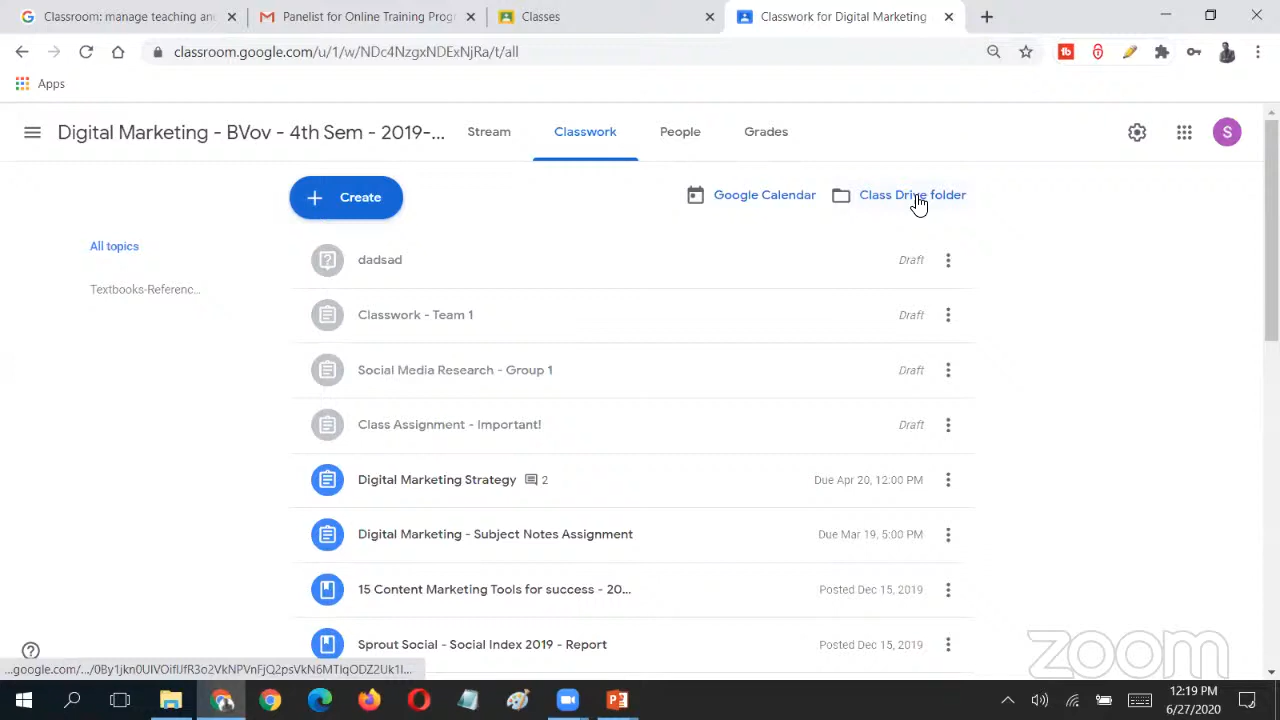 Classroom: manage teaching and
Panelist for Online Training Prog
Classes
Classwork for Digital Marketing
classroom.google.com/u/1/w/NDc4NzgxNDExNjRa/t/all
Apps
Digital Marketing - BVov - 4th Sem - 2019-...
Stream
Classwork
People
Grades
S
Create
Google Calendar
Class Drive folder
All topics
Textbooks-Referenc...
dadsad
Draft
Classwork - Team 1
Draft
Social Media Research - Group 1
Draft
Class Assignment - Important!
Draft
Digital Marketing Strategy 2
Due Apr 20, 12:00 PM
Digital Marketing - Subject Notes Assignment
Due Mar 19, 5:00 PM
15 Content Marketing Tools for success - 20...
Posted Dec 15, 2019
Sprout Social - Social Index 2019 - Report
Posted Dec 15, 2019
zoom
12:19 PM
6/27/2020